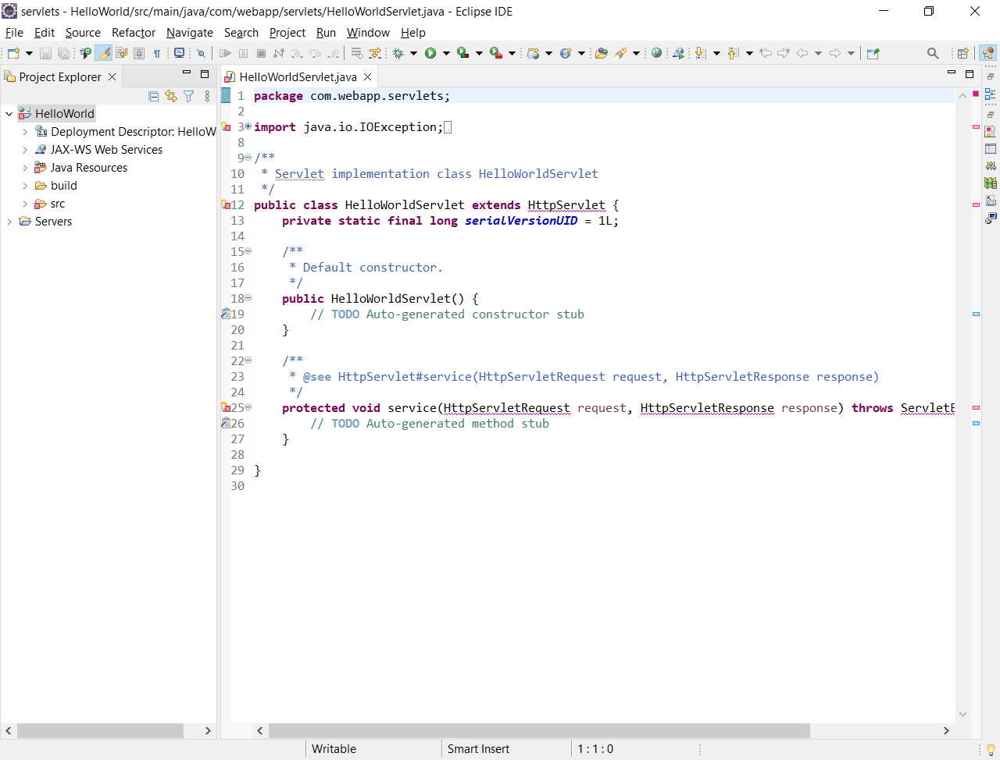 servlets - HelloWorld/src/main/java/com/webapp/servlets/HelloWorldServlet.java - Eclipse IDE
File Edit Source Refactor Navigate Search Project Run Window Help
Project Explorer
HelloWorld
Deployment Descriptor: HelloW
JAX-WS Web Services
Java Resources
build
src
Servers
HelloWorldServlet.java
1 package com.webapp.servlets;
2
3 import java.io.IOException;
8
9 /**
10 * Servlet implementation class HelloWorldServlet
11 */
12 public class HelloWorldServlet extends HttpServlet {
13 private static final long serialVersionUID = 1L;
14
15 /**
16 * Default constructor.
17 */
18 public HelloWorldServlet() {
19 // TODO Auto-generated constructor stub
20 }
21
22 /**
23 * @see HttpServlet#service(HttpServletRequest request, HttpServletResponse response)
24 */
25 protected void service(HttpServletRequest request, HttpServletResponse response) throws ServletE
26 // TODO Auto-generated method stub
27 }
28
29 }
30
Writable Smart Insert 1 : 1 : 0